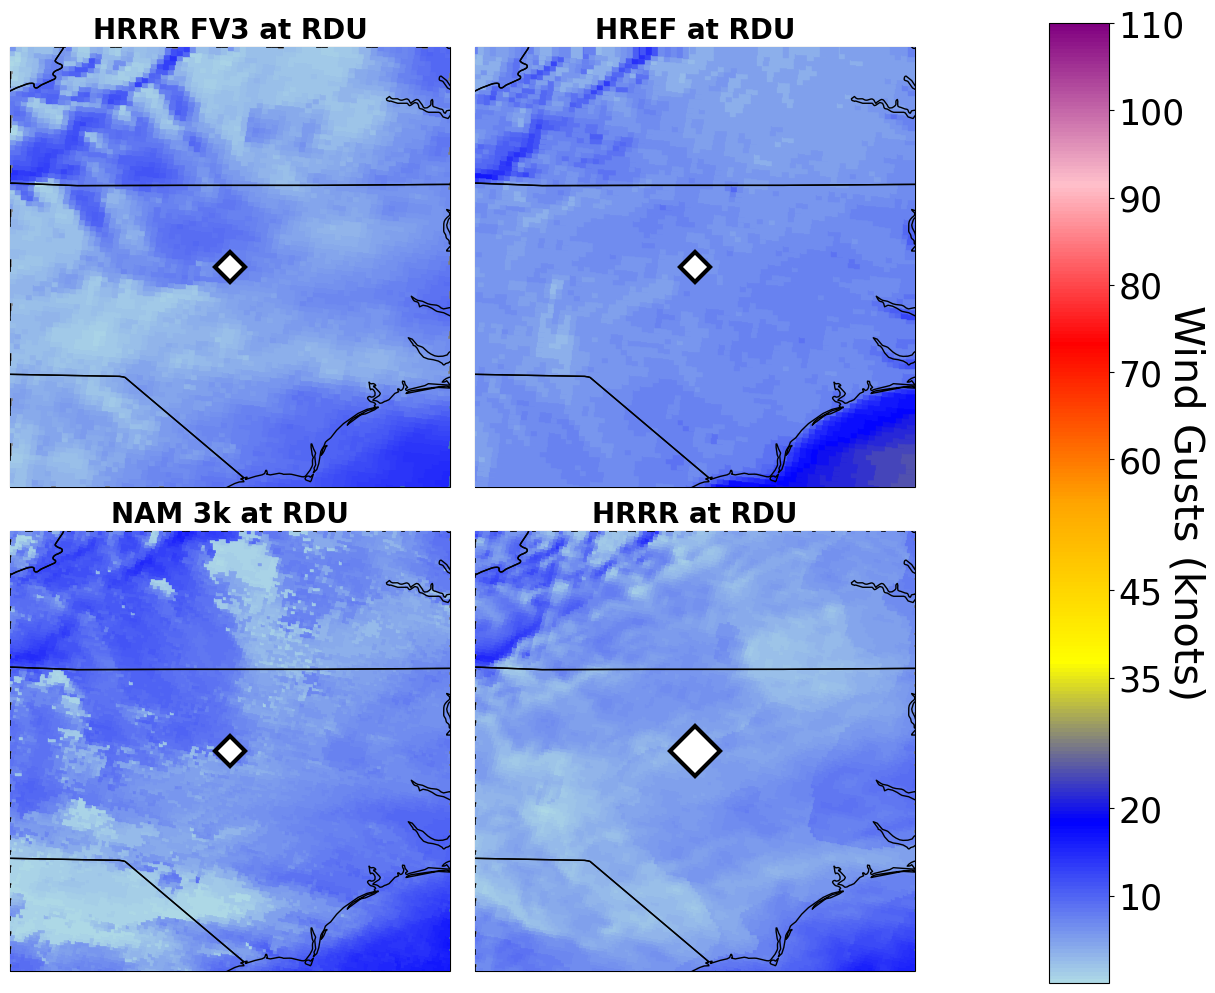 HRRR FV3 at RDU
HREF at RDU
NAM 3k at RDU
HRRR at RDU
110
100
90
80
70
60
45
35
20
10
Wind Gusts (knots)